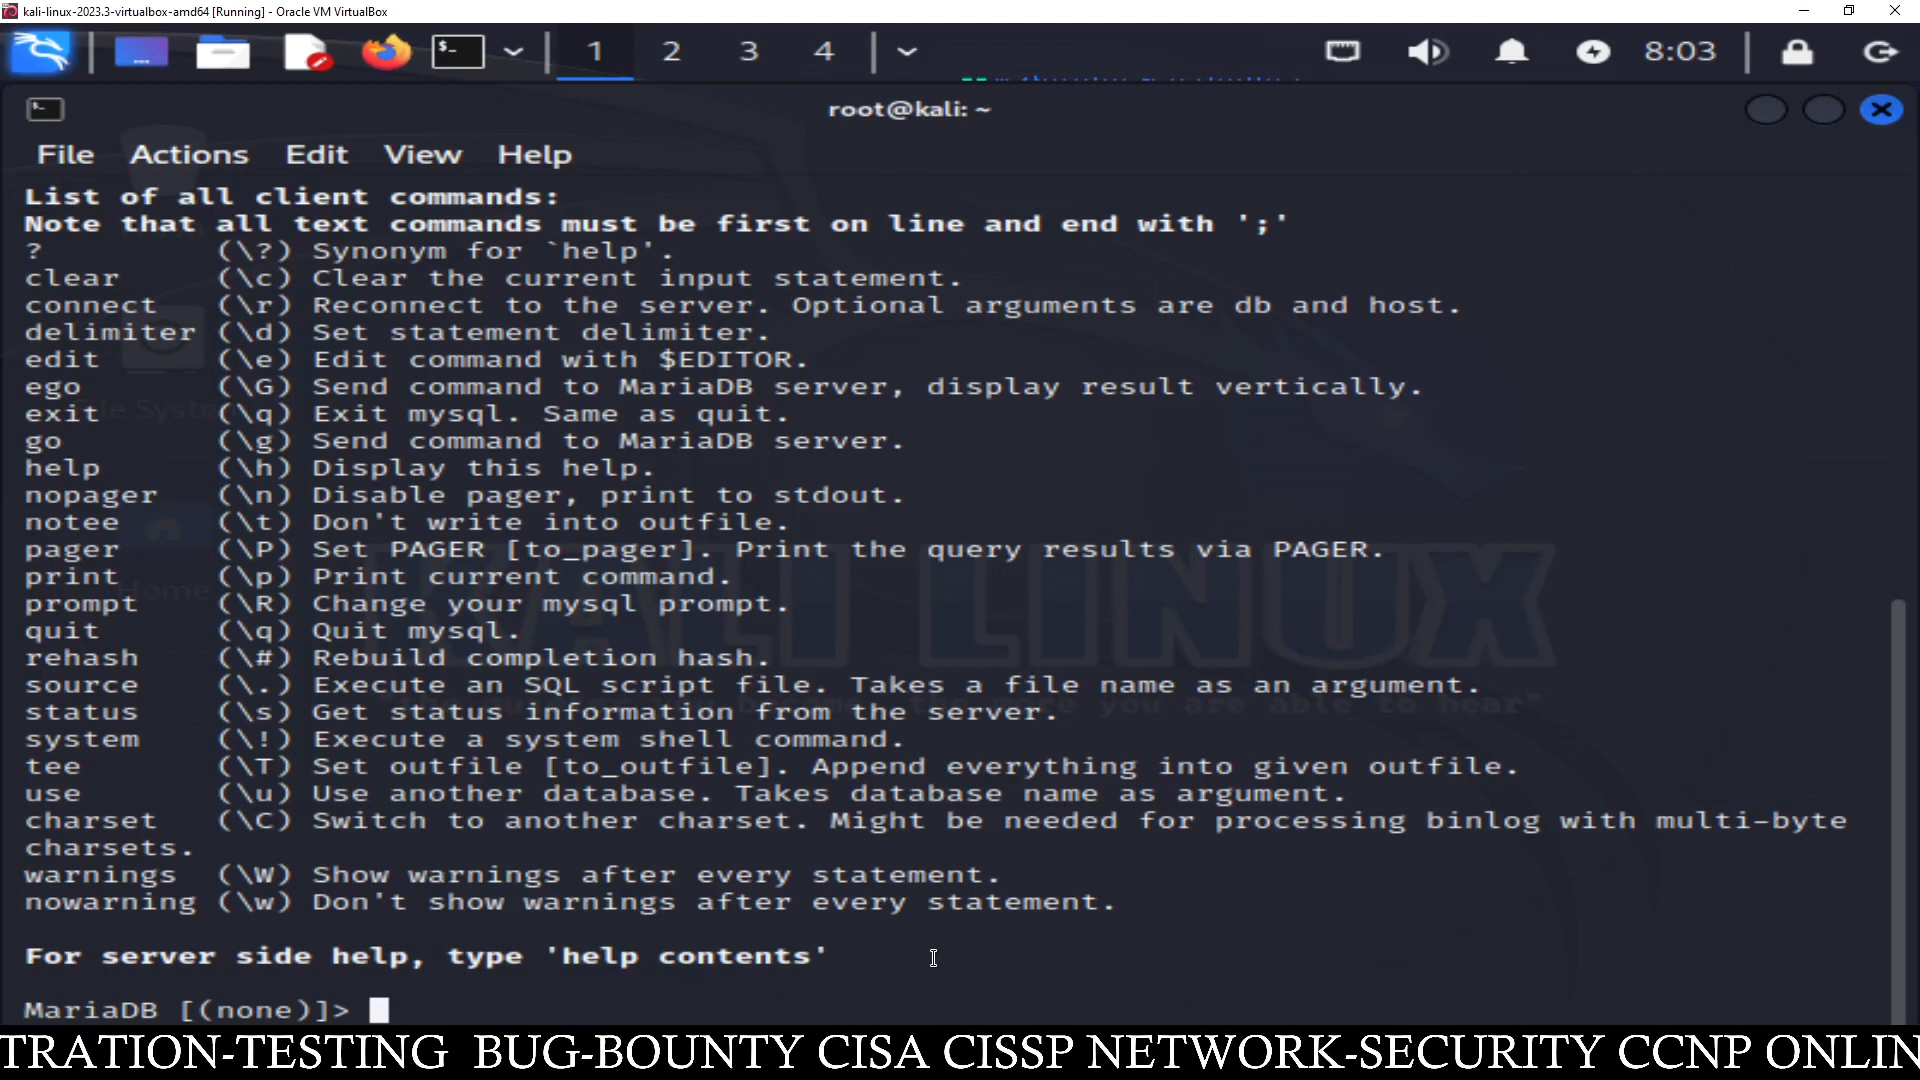 kali-linux-2023.3-virtualbox-amd64 [Running] - Oracle VM VirtualBox
1 2 3 4 8:03
root@kali: ~
File Actions Edit View Help
List of all client commands:
Note that all text commands must be first on line and end with ';'
? (\?) Synonym for `help'.
clear (\c) Clear the current input statement.
connect (\r) Reconnect to the server. Optional arguments are db and host.
delimiter (\d) Set statement delimiter.
edit (\e) Edit command with $EDITOR.
ego (\G) Send command to MariaDB server, display result vertically.
exit (\q) Exit mysql. Same as quit.
go (\g) Send command to MariaDB server.
help (\h) Display this help.
nopager (\n) Disable pager, print to stdout.
notee (\t) Don't write into outfile.
pager (\P) Set PAGER [to_pager]. Print the query results via PAGER.
print (\p) Print current command.
prompt (\R) Change your mysql prompt.
quit (\q) Quit mysql.
rehash (\#) Rebuild completion hash.
source (\.) Execute an SQL script file. Takes a file name as an argument.
status (\s) Get status information from the server.
system (\!) Execute a system shell command.
tee (\T) Set outfile [to_outfile]. Append everything into given outfile.
use (\u) Use another database. Takes database name as argument.
charset (\C) Switch to another charset. Might be needed for processing binlog with multi-byte
charsets.
warnings (\W) Show warnings after every statement.
nowarning (\w) Don't show warnings after every statement.
For server side help, type 'help contents'
MariaDB [(none)]>
KALI LINUX
Home
TRATION-TESTING BUG-BOUNTY CISA CISSP NETWORK-SECURITY CCNP ONLIN